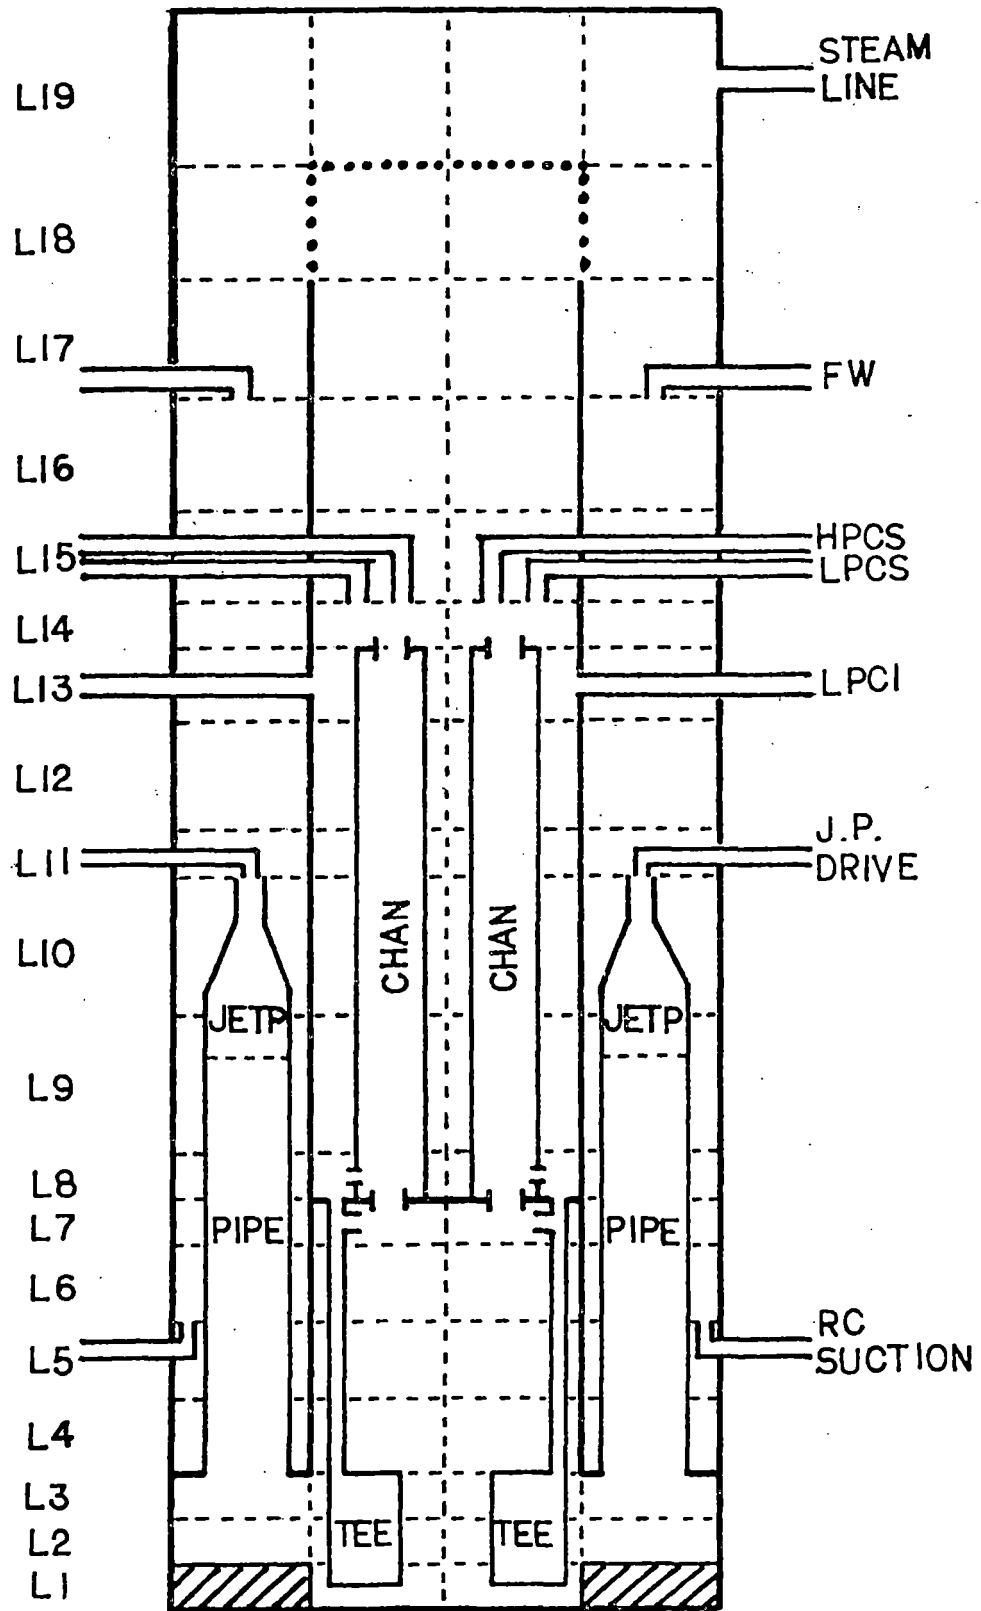 STEAM
LINE
L19
L18
L17
FW
L16
HPCS
L15
LPCS
L14
L13
LPCI
L12
J.P.
L11
DRIVE
CHAN
CHAN
L10
JETP
JETP
L9
L8
L7
PIPE
PIPE
L6
RC
L5
SUCTION
L4
L3
TEE
TEE
L2
L1